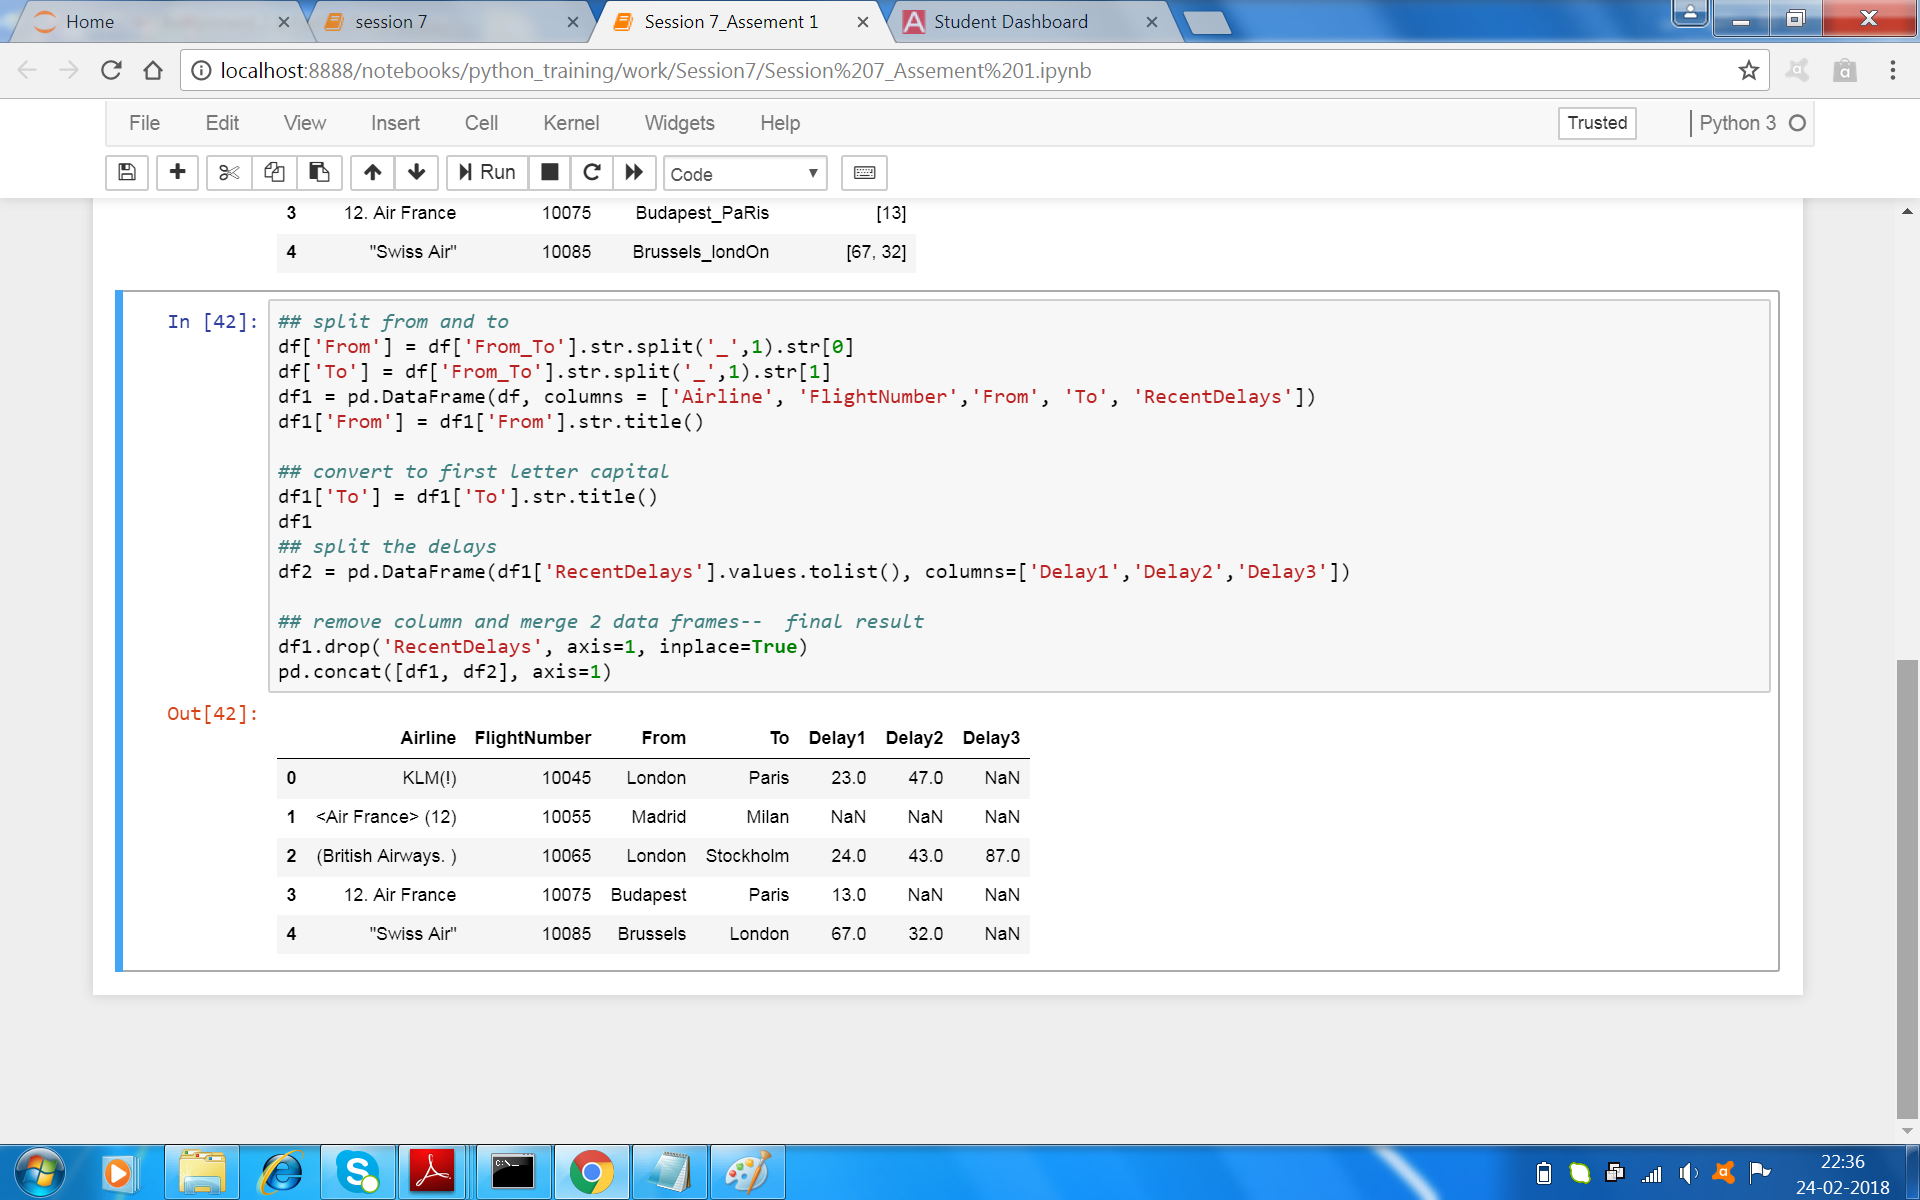 Home
session 7
Session 7_Assement 1
Student Dashboard
localhost:8888/notebooks/python_training/work/Session7/Session%207_Assement%201.ipynb
File Edit View Insert Cell Kernel Widgets Help Trusted Python 3
Run Code
3 12. Air France 10075 Budapest_PaRis [13]
4 "Swiss Air" 10085 Brussels_londOn [67, 32]
In [42]:
## split from and to
df['From'] = df['From_To'].str.split('_',1).str[0]
df['To'] = df['From_To'].str.split('_',1).str[1]
df1 = pd.DataFrame(df, columns = ['Airline', 'FlightNumber','From', 'To', 'RecentDelays'])
df1['From'] = df1['From'].str.title()
## convert to first letter capital
df1['To'] = df1['To'].str.title()
df1
## split the delays
df2 = pd.DataFrame(df1['RecentDelays'].values.tolist(), columns=['Delay1','Delay2','Delay3'])
## remove column and merge 2 data frames--  final result
df1.drop('RecentDelays', axis=1, inplace=True)
pd.concat([df1, df2], axis=1)
Out[42]:
Airline FlightNumber From To Delay1 Delay2 Delay3
0 KLM(!) 10045 London Paris 23.0 47.0 NaN
1 <Air France> (12) 10055 Madrid Milan NaN NaN NaN
2 (British Airways. ) 10065 London Stockholm 24.0 43.0 87.0
3 12. Air France 10075 Budapest Paris 13.0 NaN NaN
4 "Swiss Air" 10085 Brussels London 67.0 32.0 NaN
22:36
24-02-2018